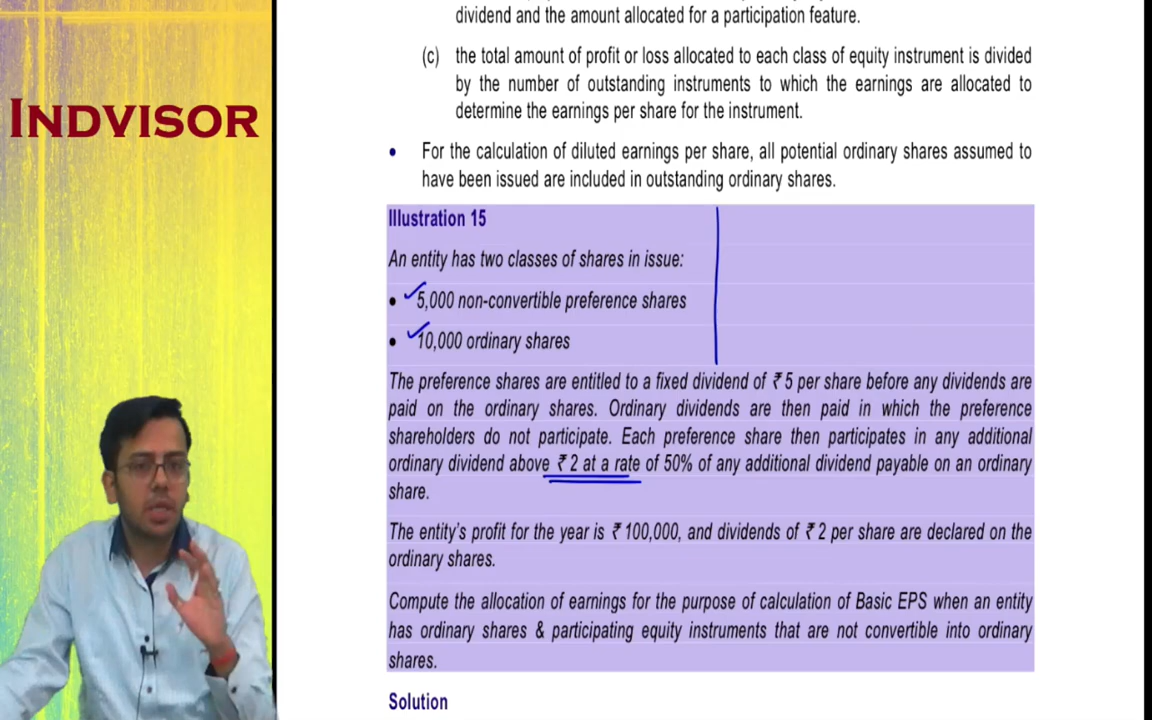 INDVISOR
dividend and the amount allocated for a participation feature.
(c) the total amount of profit or loss allocated to each class of equity instrument is divided
by the number of outstanding instruments to which the earnings are allocated to
determine the earnings per share for the instrument.
• For the calculation of diluted earnings per share, all potential ordinary shares assumed to
have been issued are included in outstanding ordinary shares.
Illustration 15
An entity has two classes of shares in issue:
• 5,000 non-convertible preference shares
• 10,000 ordinary shares
The preference shares are entitled to a fixed dividend of ₹ 5 per share before any dividends are
paid on the ordinary shares. Ordinary dividends are then paid in which the preference
shareholders do not participate. Each preference share then participates in any additional
ordinary dividend above ₹ 2 at a rate of 50% of any additional dividend payable on an ordinary
share.
The entity's profit for the year is ₹ 100,000, and dividends of ₹ 2 per share are declared on the
ordinary shares.
Compute the allocation of earnings for the purpose of calculation of Basic EPS when an entity
has ordinary shares & participating equity instruments that are not convertible into ordinary
shares.
Solution